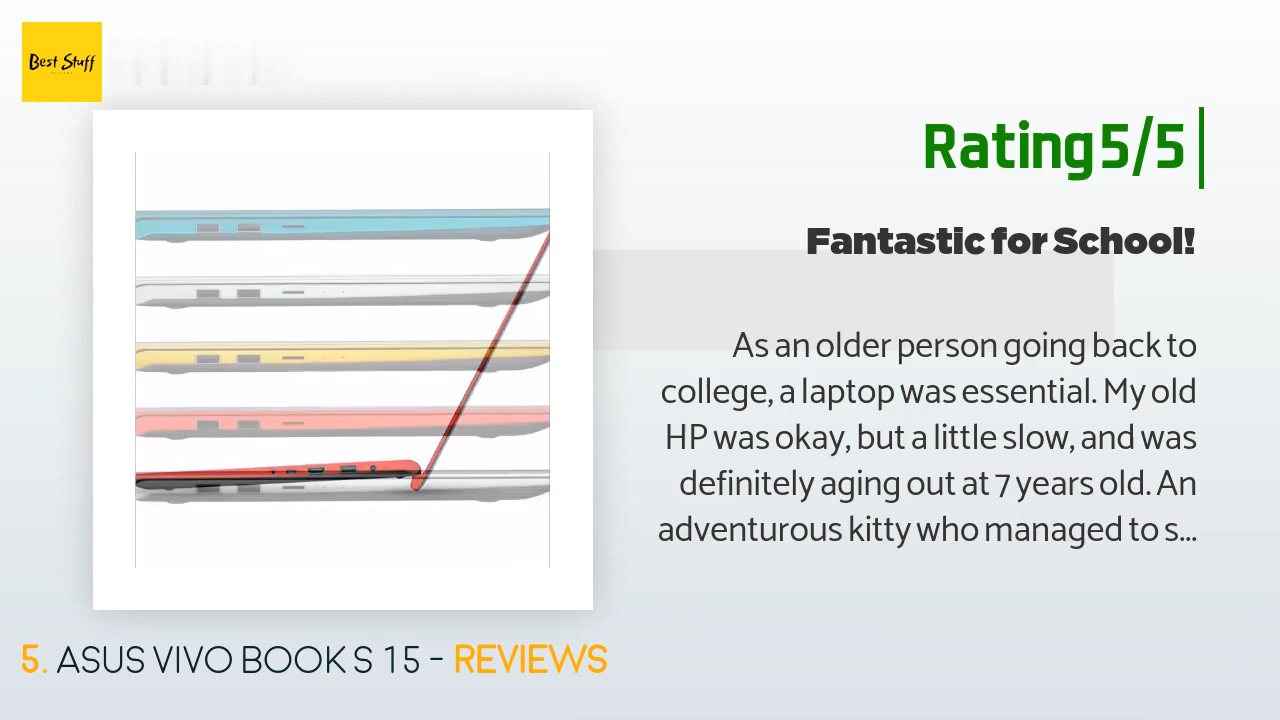 Best Stuff
Rating 5/5
Fantastic for School!
As an older person going back to
college, a laptop was essential. My old
HP was okay, but a little slow, and was
definitely aging out at 7 years old. An
adventurous kitty who managed to s...
5. ASUS VIVO BOOK S 15 - REVIEWS